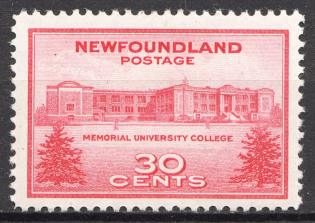 NEWFOUNDLAND
POSTAGE
MEMORIAL UNIVERSITY COLLEGE
30
CENTS